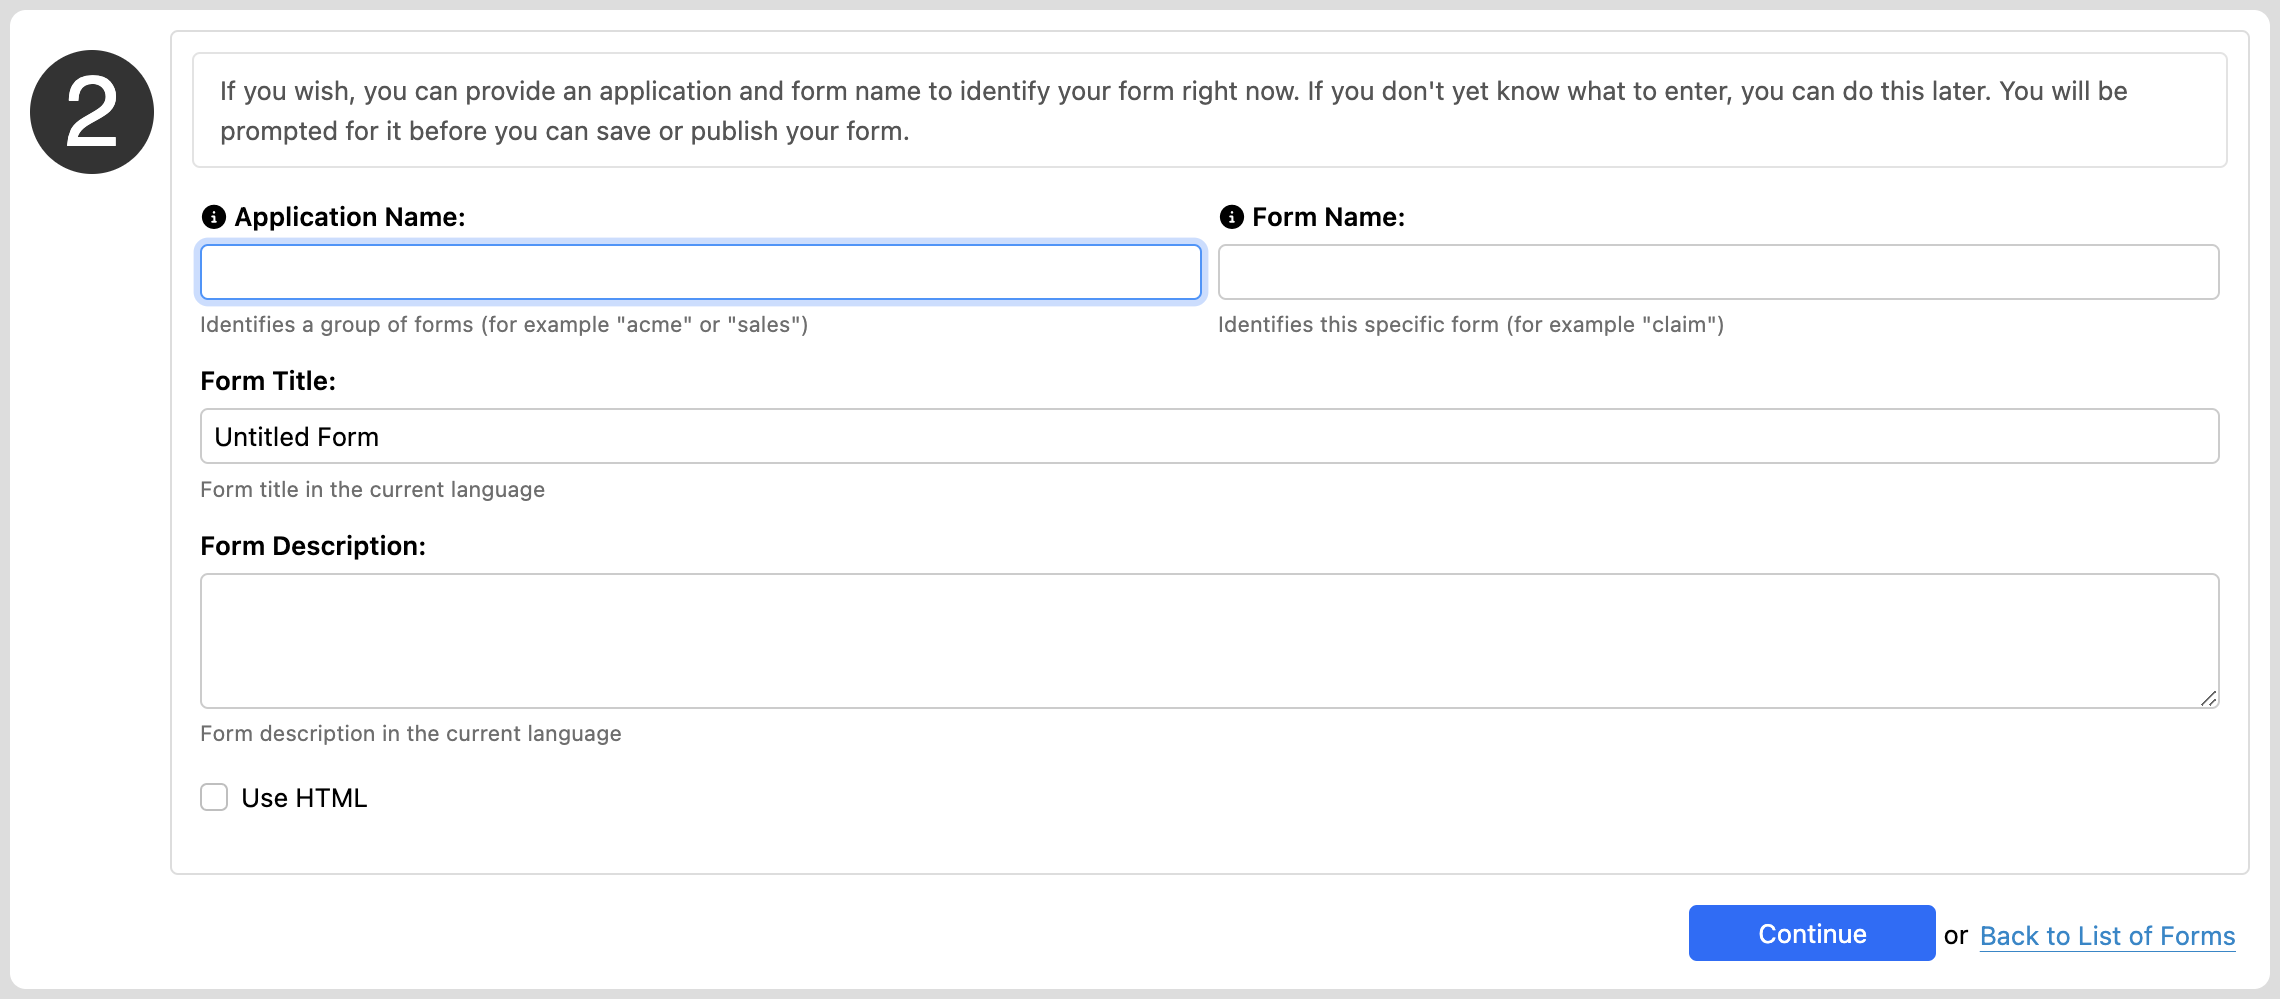 2
If you wish, you can provide an application and form name to identify your form right now. If you don't yet know what to enter, you can do this later. You will be
prompted for it before you can save or publish your form.
Application Name:
Form Name:
Identifies a group of forms (for example "acme" or "sales")
Identifies this specific form (for example "claim")
Form Title:
Untitled Form
Form title in the current language
Form Description:
Form description in the current language
Use HTML
Continue or Back to List of Forms